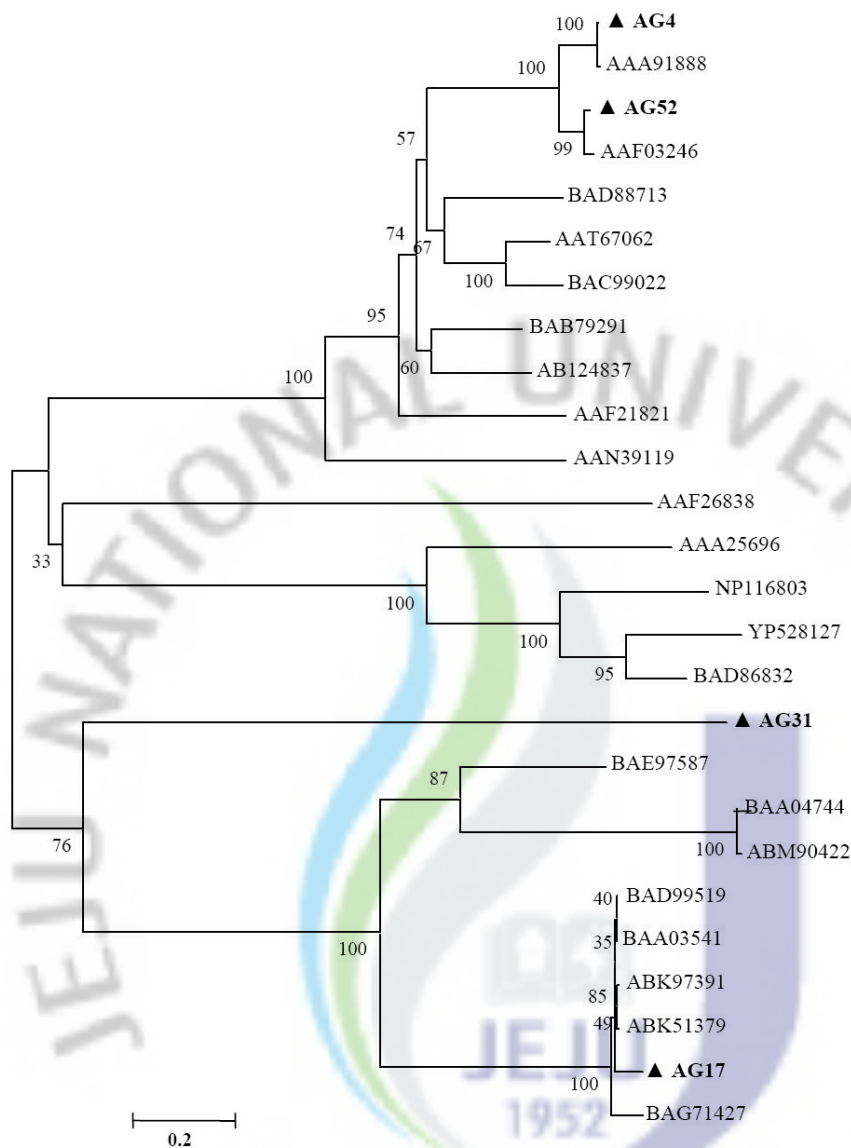 100
▲ AG4
100
AAA91888
▲ AG52
57
99
AAF03246
BAD88713
74
67
AAT67062
100
BAC99022
95
BAB79291
60
AB124837
100
AAF21821
AAN39119
AAF26838
33
AAA25696
100
NP116803
100
YP528127
95
BAD86832
▲ AG31
BAE97587
87
BAA04744
76
100
ABM90422
40
BAD99519
100
35
BAA03541
ABK97391
85
49
ABK51379
▲ AG17
100
BAG71427
0.2
JEJU NATIONAL UNIVER
JEJU
1952